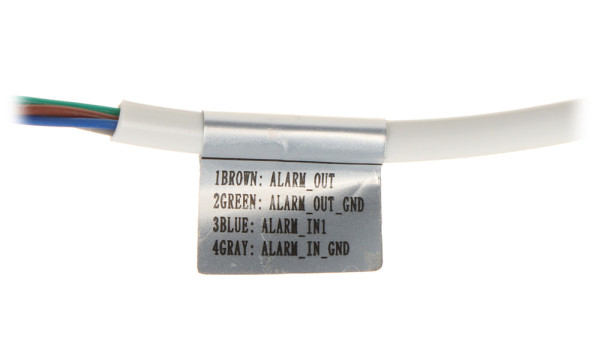 1BROWN: ALARM_OUT
2GREEN: ALARM_OUT_GND
3BLUE: ALARM_IN1
4GRAY: ALARM_IN_GND